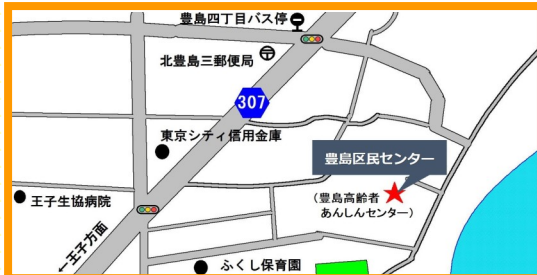 豊島四丁目バス停
北豊島三郵便局
307
東京シティ信用金庫
豊島区民センター
(豊島高齢者
あんしんセンター)
王子生協病院
←王子方面
ふくし保育園